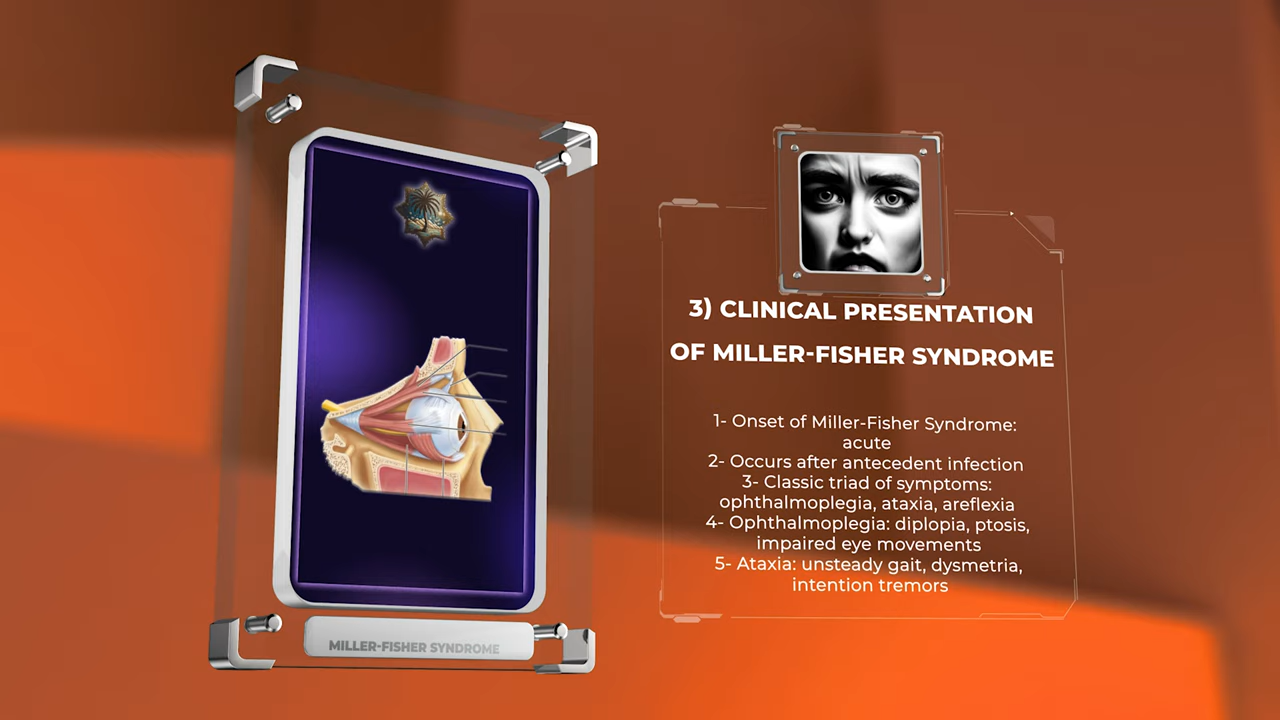 3) CLINICAL PRESENTATION
OF MILLER-FISHER SYNDROME
1- Onset of Miller-Fisher Syndrome:
acute
2- Occurs after antecedent infection
3- Classic triad of symptoms:
ophthalmoplegia, ataxia, areflexia
4- Ophthalmoplegia: diplopia, ptosis,
impaired eye movements
5- Ataxia: unsteady gait, dysmetria,
intention tremors
MILLER-FISHER SYNDROME